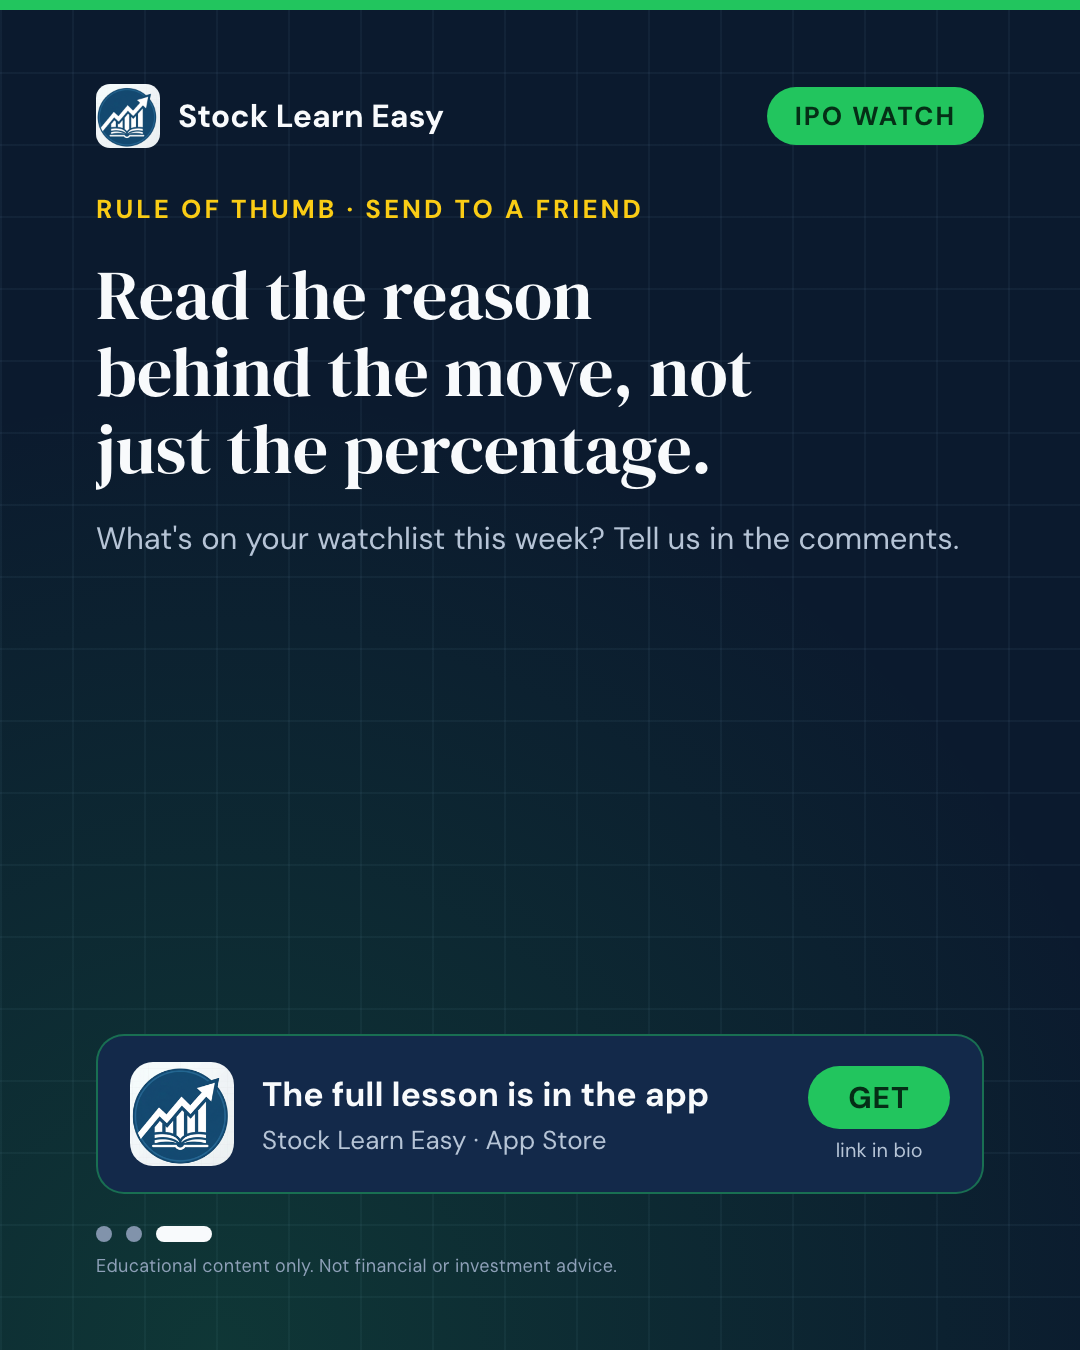 Stock Learn Easy
IPO WATCH
RULE OF THUMB · SEND TO A FRIEND
Read the reason
behind the move, not
just the percentage.
What's on your watchlist this week? Tell us in the comments.
The full lesson is in the app
Stock Learn Easy · App Store
GET
link in bio
Educational content only. Not financial or investment advice.